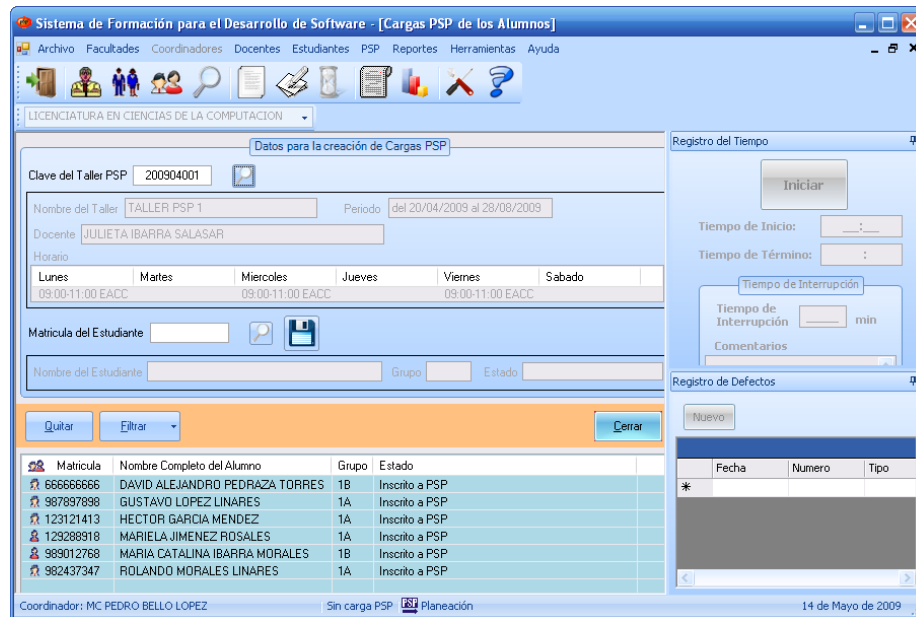 Sistema de Formación para el Desarrollo de Software - [Cargas PSP de los Alumnos]
Archivo Facultades Coordinadores Docentes Estudiantes PSP Reportes Herramientas Ayuda
LICENCIATURA EN CIENCIAS DE LA COMPUTACION
Datos para la creación de Cargas PSP
Clave del Taller PSP 200904001
Nombre del Taller TALLER PSP 1 Periodo del 20/04/2009 al 28/08/2009
Docente JULIETA IBARRA SALASAR
Horario
Lunes Martes Miercoles Jueves Viernes Sabado
09:00-11:00 EACC 09:00-11:00 EACC 09:00-11:00 EACC
Matricula del Estudiante
Nombre del Estudiante Grupo Estado
Quitar Filtrar Cerrar
Matricula Nombre Completo del Alumno Grupo Estado
666666666 DAVID ALEJANDRO PEDRAZA TORRES 1B Inscrito a PSP
987897898 GUSTAVO LOPEZ LINARES 1A Inscrito a PSP
123121413 HECTOR GARCIA MENDEZ 1A Inscrito a PSP
129288918 MARIELA JIMENEZ ROSALES 1A Inscrito a PSP
989012768 MARIA CATALINA IBARRA MORALES 1B Inscrito a PSP
982437347 ROLANDO MORALES LINARES 1A Inscrito a PSP
Registro del Tiempo
Iniciar
Tiempo de Inicio: __:__
Tiempo de Término: :
Tiempo de Interrupción
Tiempo de
Interrupción ____ min
Comentarios
Registro de Defectos
Nuevo
Fecha Numero Tipo
*
Coordinador: MC PEDRO BELLO LOPEZ Sin carga PSP PSP Planeación 14 de Mayo de 2009